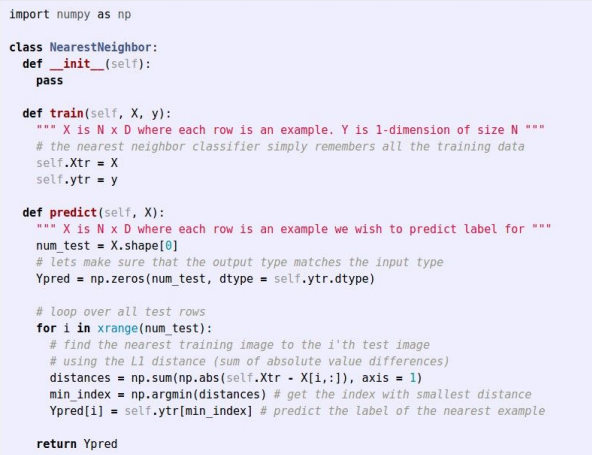 import numpy as np

class NearestNeighbor:
  def __init__(self):
    pass

  def train(self, X, y):
    """ X is N x D where each row is an example. Y is 1-dimension of size N """
    # the nearest neighbor classifier simply remembers all the training data
    self.Xtr = X
    self.ytr = y

  def predict(self, X):
    """ X is N x D where each row is an example we wish to predict label for """
    num_test = X.shape[0]
    # lets make sure that the output type matches the input type
    Ypred = np.zeros(num_test, dtype = self.ytr.dtype)

    # loop over all test rows
    for i in xrange(num_test):
      # find the nearest training image to the i'th test image
      # using the L1 distance (sum of absolute value differences)
      distances = np.sum(np.abs(self.Xtr - X[i,:]), axis = 1)
      min_index = np.argmin(distances) # get the index with smallest distance
      Ypred[i] = self.ytr[min_index] # predict the label of the nearest example

    return Ypred